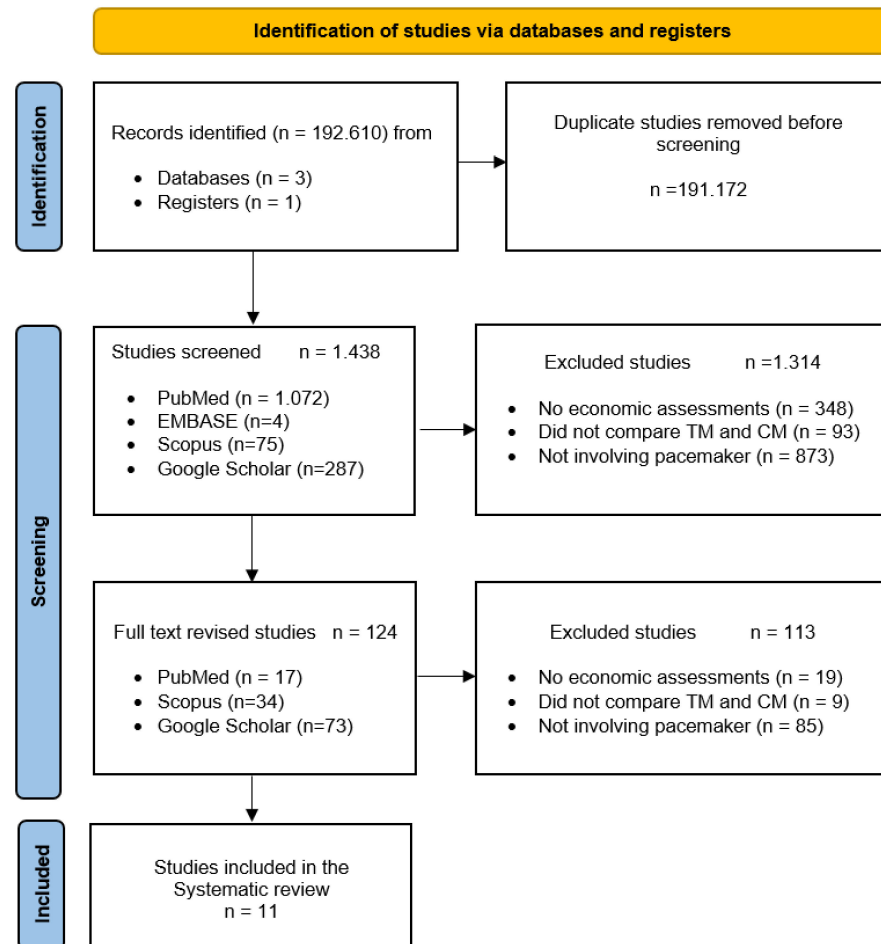 Identification of studies via databases and registers
Identification
Records identified (n = 192.610) from
• Databases (n = 3)
• Registers (n = 1)
Duplicate studies removed before
screening
n =191.172
Screening
Studies screened n = 1.438
• PubMed (n = 1.072)
• EMBASE (n=4)
• Scopus (n=75)
• Google Scholar (n=287)
Excluded studies n =1.314
• No economic assessments (n = 348)
• Did not compare TM and CM (n = 93)
• Not involving pacemaker (n = 873)
Full text revised studies n = 124
• PubMed (n = 17)
• Scopus (n=34)
• Google Scholar (n=73)
Excluded studies n = 113
• No economic assessments (n = 19)
• Did not compare TM and CM (n = 9)
• Not involving pacemaker (n = 85)
Included
Studies included in the
Systematic review
n = 11